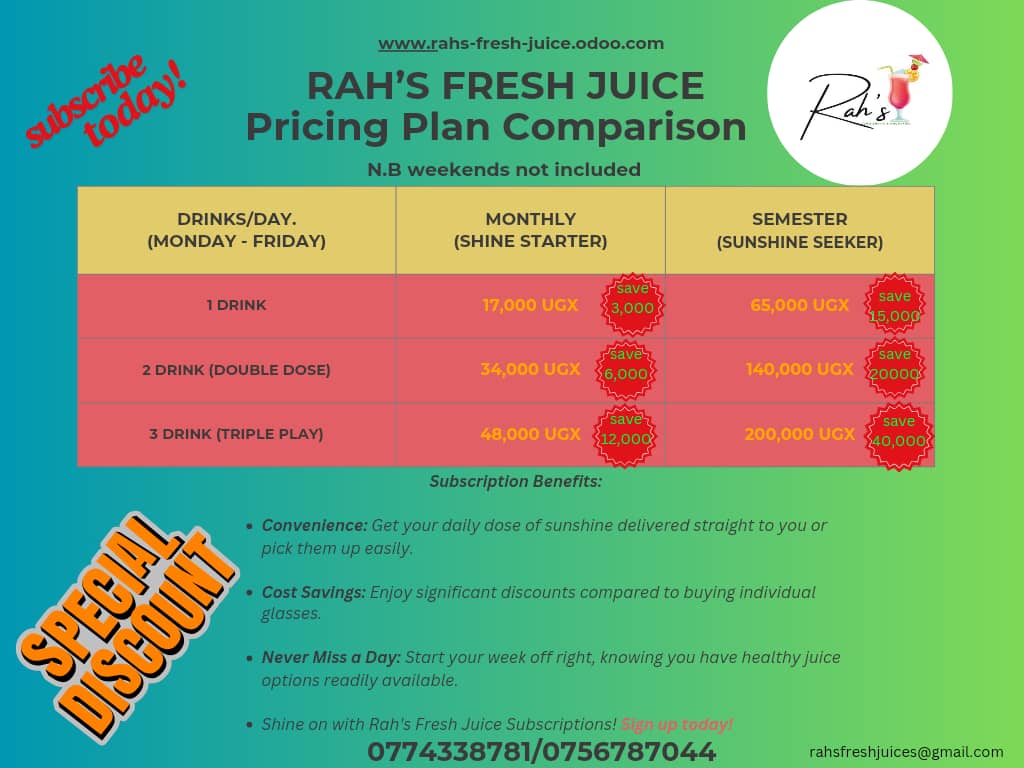 www.rahs-fresh-juice.odoo.com
subscribe
today!
RAH’S FRESH JUICE
Pricing Plan Comparison
Rah's
N.B weekends not included
DRINKS/DAY.
(MONDAY - FRIDAY)
MONTHLY
(SHINE STARTER)
SEMESTER
(SUNSHINE SEEKER)
1 DRINK
17,000 UGX
save
3,000
65,000 UGX
save
15,000
2 DRINK (DOUBLE DOSE)
34,000 UGX
save
6,000
140,000 UGX
save
20000
3 DRINK (TRIPLE PLAY)
48,000 UGX
save
12,000
200,000 UGX
save
40,000
Subscription Benefits:
SPECIAL
DISCOUNT
• Convenience: Get your daily dose of sunshine delivered straight to you or
pick them up easily.
• Cost Savings: Enjoy significant discounts compared to buying individual
glasses.
• Never Miss a Day: Start your week off right, knowing you have healthy juice
options readily available.
• Shine on with Rah's Fresh Juice Subscriptions! Sign up today!
0774338781/0756787044
rahsfreshjuices@gmail.com